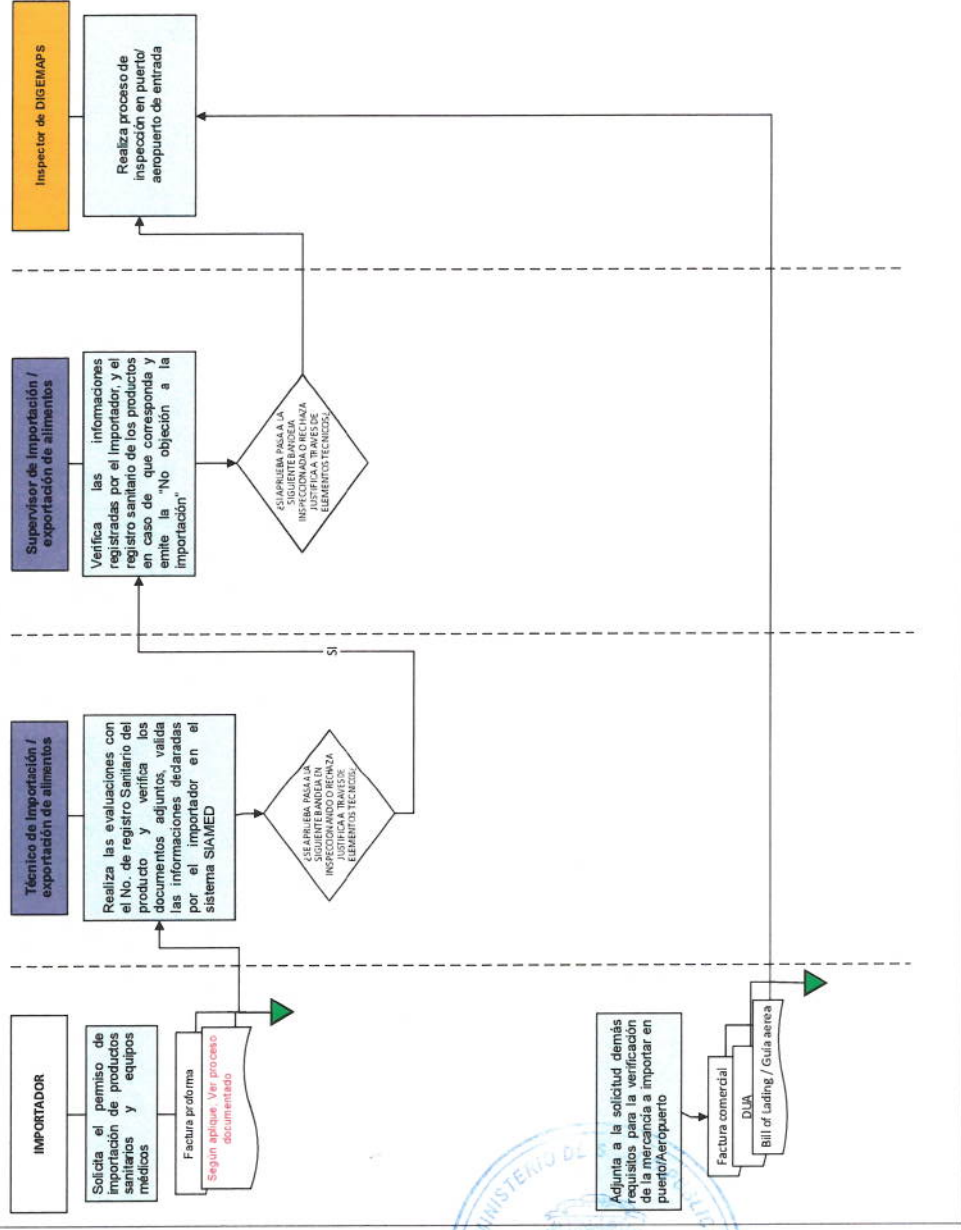 IMPORTADOR
Solicita el permiso de
importación de productos
sanitarios y equipos
médicos
Factura proforma
Según aplique. Ver proceso
documentado
Adjunta a la solicitud demás
requisitos para la verificación
de la mercancia a importar en
puerto/Aeropuerto
Factura comercial
DUA
Bill of Lading / Guia aerea
Técnico de Importación /
exportación de alimentos
Realiza las evaluaciones con
el No. de registro Sanitario del
producto y verifica los
documentos adjuntos, valida
las informaciones declaradas
por el importador en el
sistema SIAMED
¿SE APRUEBA PASA A LA
SIGUIENTE BANDEJA EN
INSPECCIONANDO O RECHAZA
JUSTIFICA A TRAVES DE
ELEMENTOS TECNICOS¿
SI
Supervisor de Importación /
exportación de alimentos
Verifica las informaciones
registradas por el Importador, y el
registro sanitario de los productos
en caso de que corresponda y
emite la "No objeción a la
importación"
¿SI APRUEBA PASA A LA
SIGUIENTE BANDEJA
INSPECCIONADA O RECHAZA
JUSTIFICA A TRAVES DE
ELEMENTOS TECNICOS¿
Inspector de DIGEMAPS
Realiza proceso de
inspección en puerto/
aeropuerto de entrada
MINISTERIO DE S